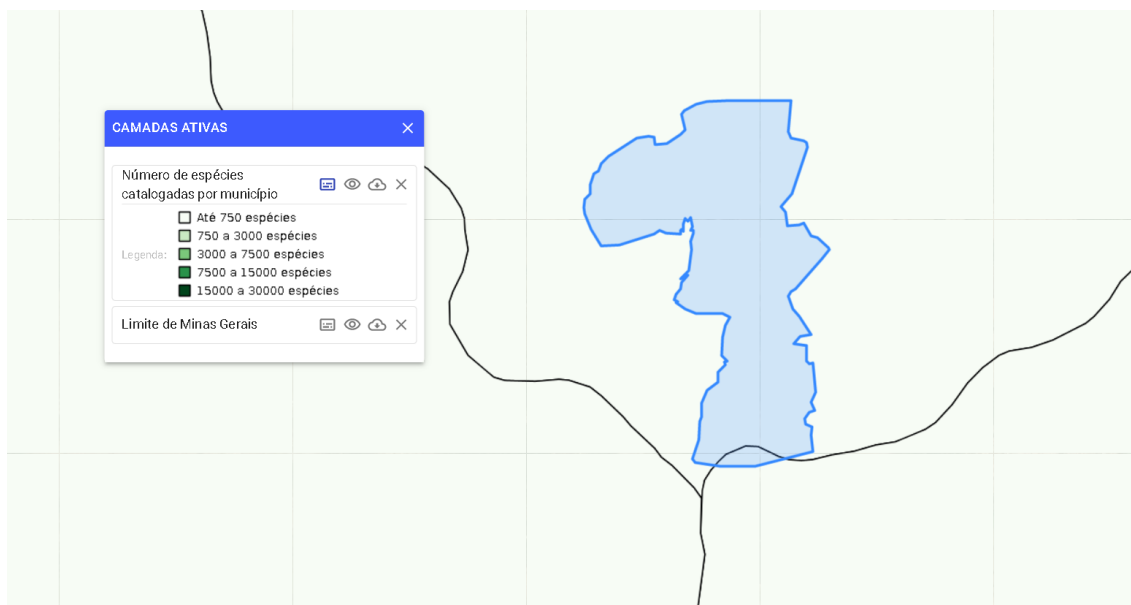 CAMADAS ATIVAS
Número de espécies
catalogadas por município
Legenda:
Até 750 espécies
750 a 3000 espécies
3000 a 7500 espécies
7500 a 15000 espécies
15000 a 30000 espécies
Limite de Minas Gerais